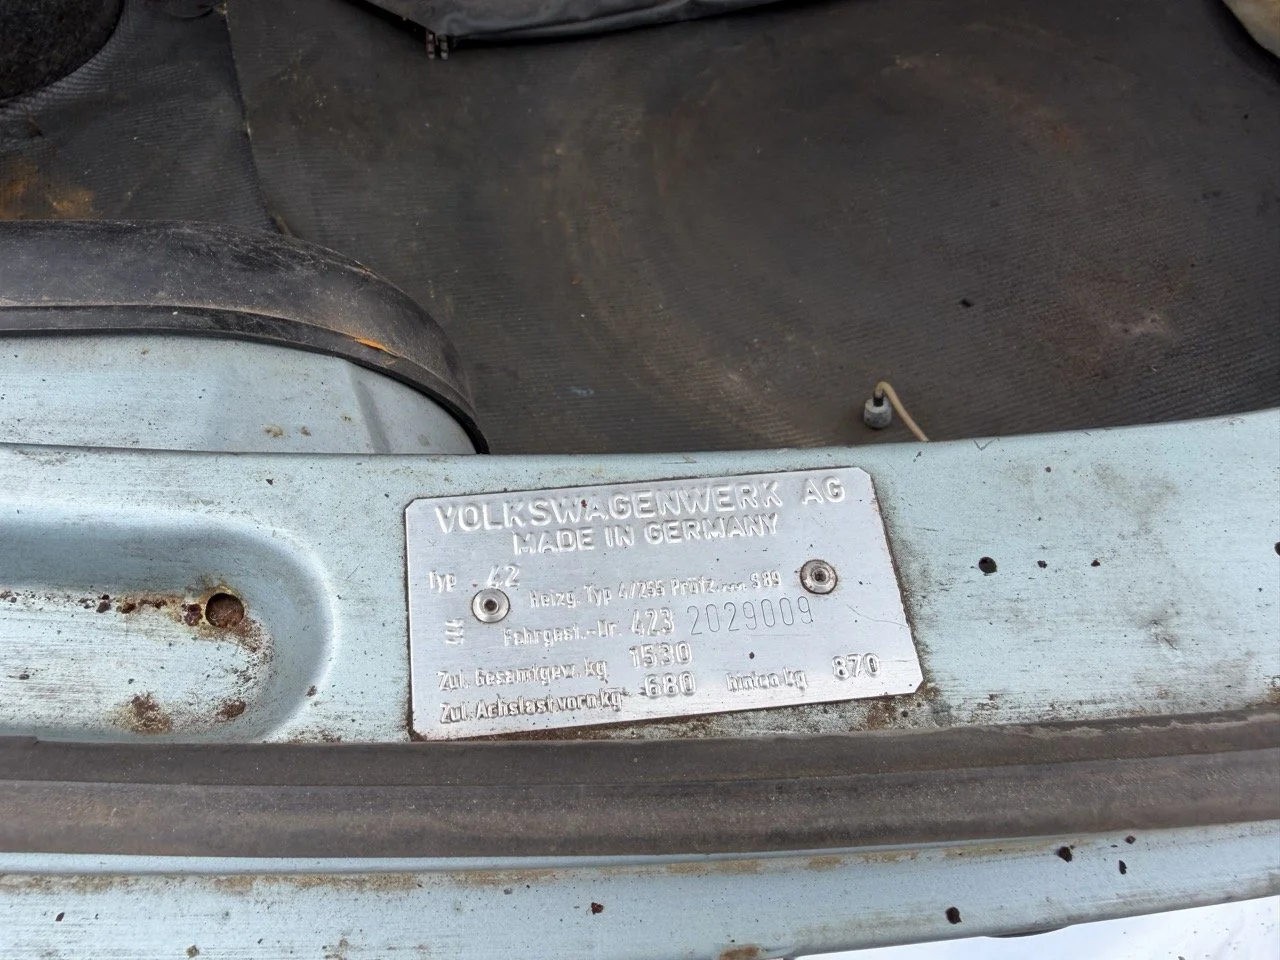 VOLKSWAGENWERK AG
MADE IN GERMANY
Typ 42
Heizg. Typ 4/255 Prüfz..... S 89
Fahrgest.-Nr. 423 2029009
Zul. Gesamtgew. kg 1530
Zul. Achslast vorn kg 680 hinten kg 870